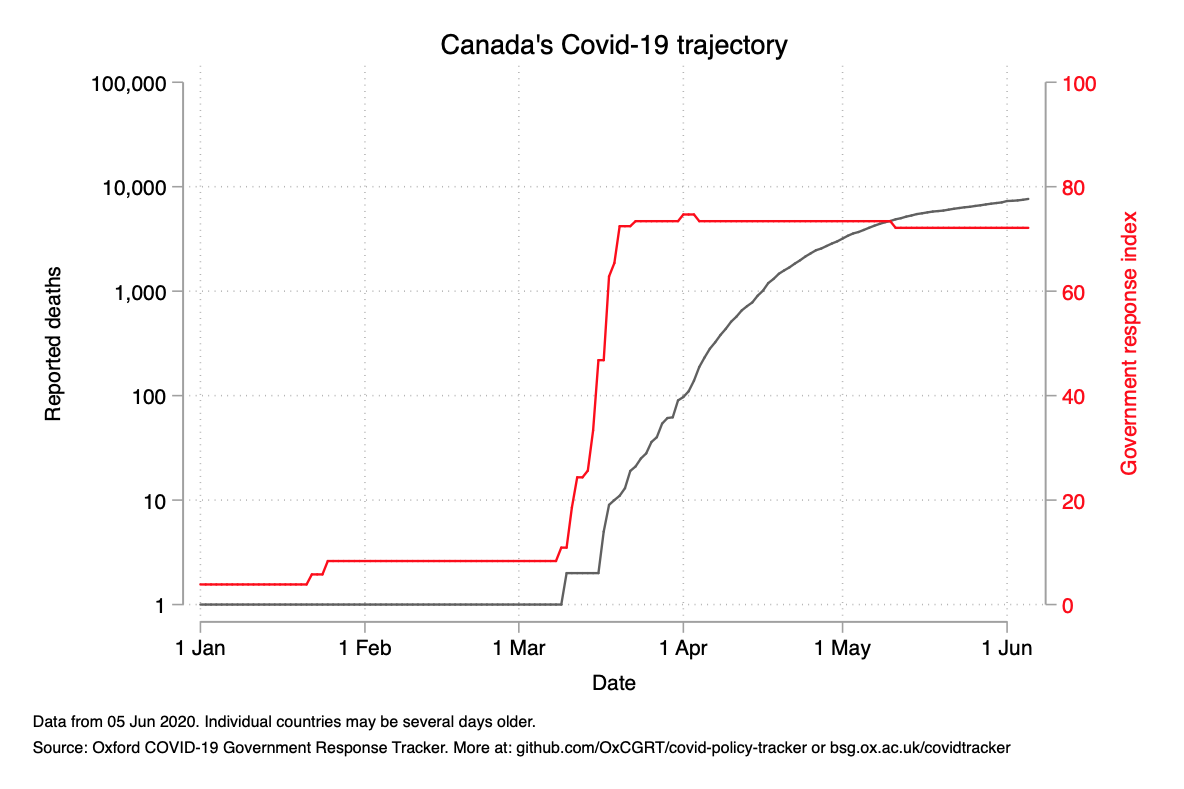 Canada's Covid-19 trajectory
100,000
10,000
1,000
100
10
1
Reported deaths
100
80
60
40
20
0
Government response index
1 Jan
1 Feb
1 Mar
1 Apr
1 May
1 Jun
Date
Data from 05 Jun 2020. Individual countries may be several days older.
Source: Oxford COVID-19 Government Response Tracker. More at: github.com/OxCGRT/covid-policy-tracker or bsg.ox.ac.uk/covidtracker